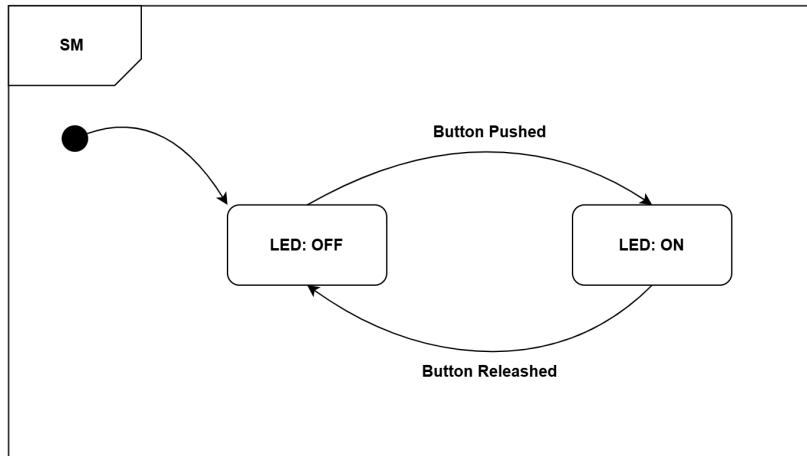 SM
Button Pushed
LED: OFF
LED: ON
Button Releashed